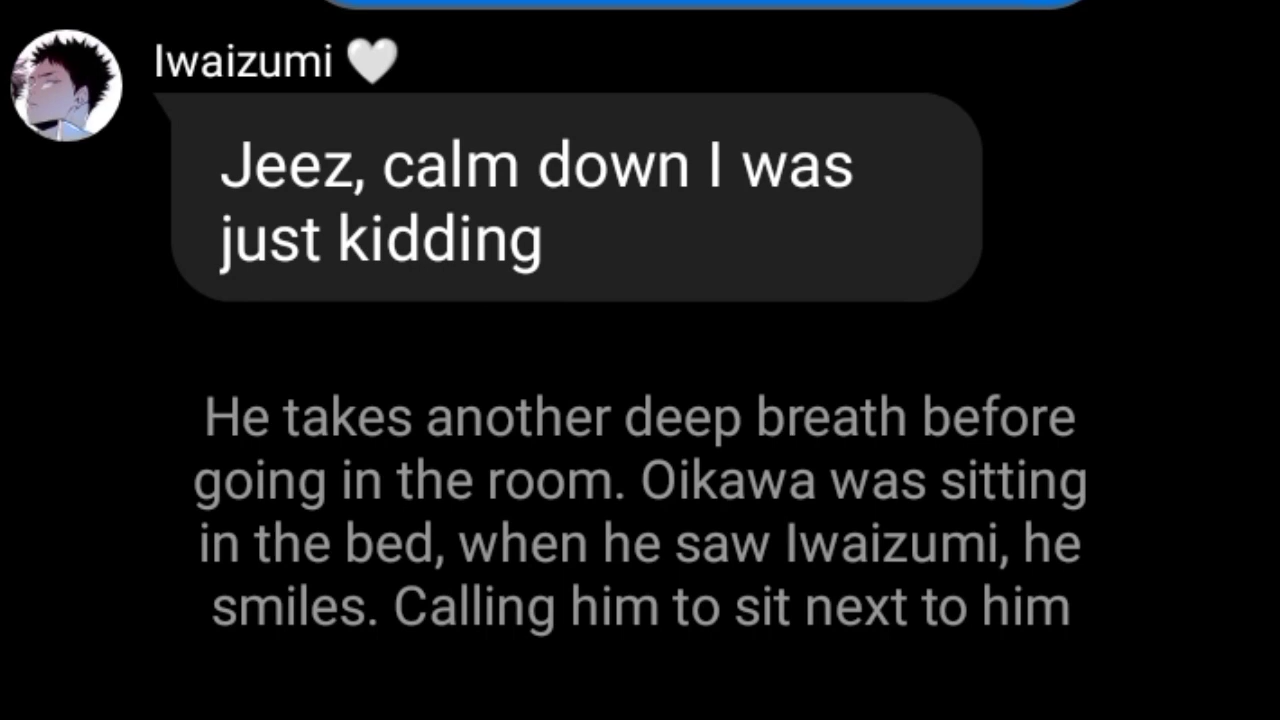 Iwaizumi 🤍
Jeez, calm down I was
just kidding
He takes another deep breath before
going in the room. Oikawa was sitting
in the bed, when he saw Iwaizumi, he
smiles. Calling him to sit next to him